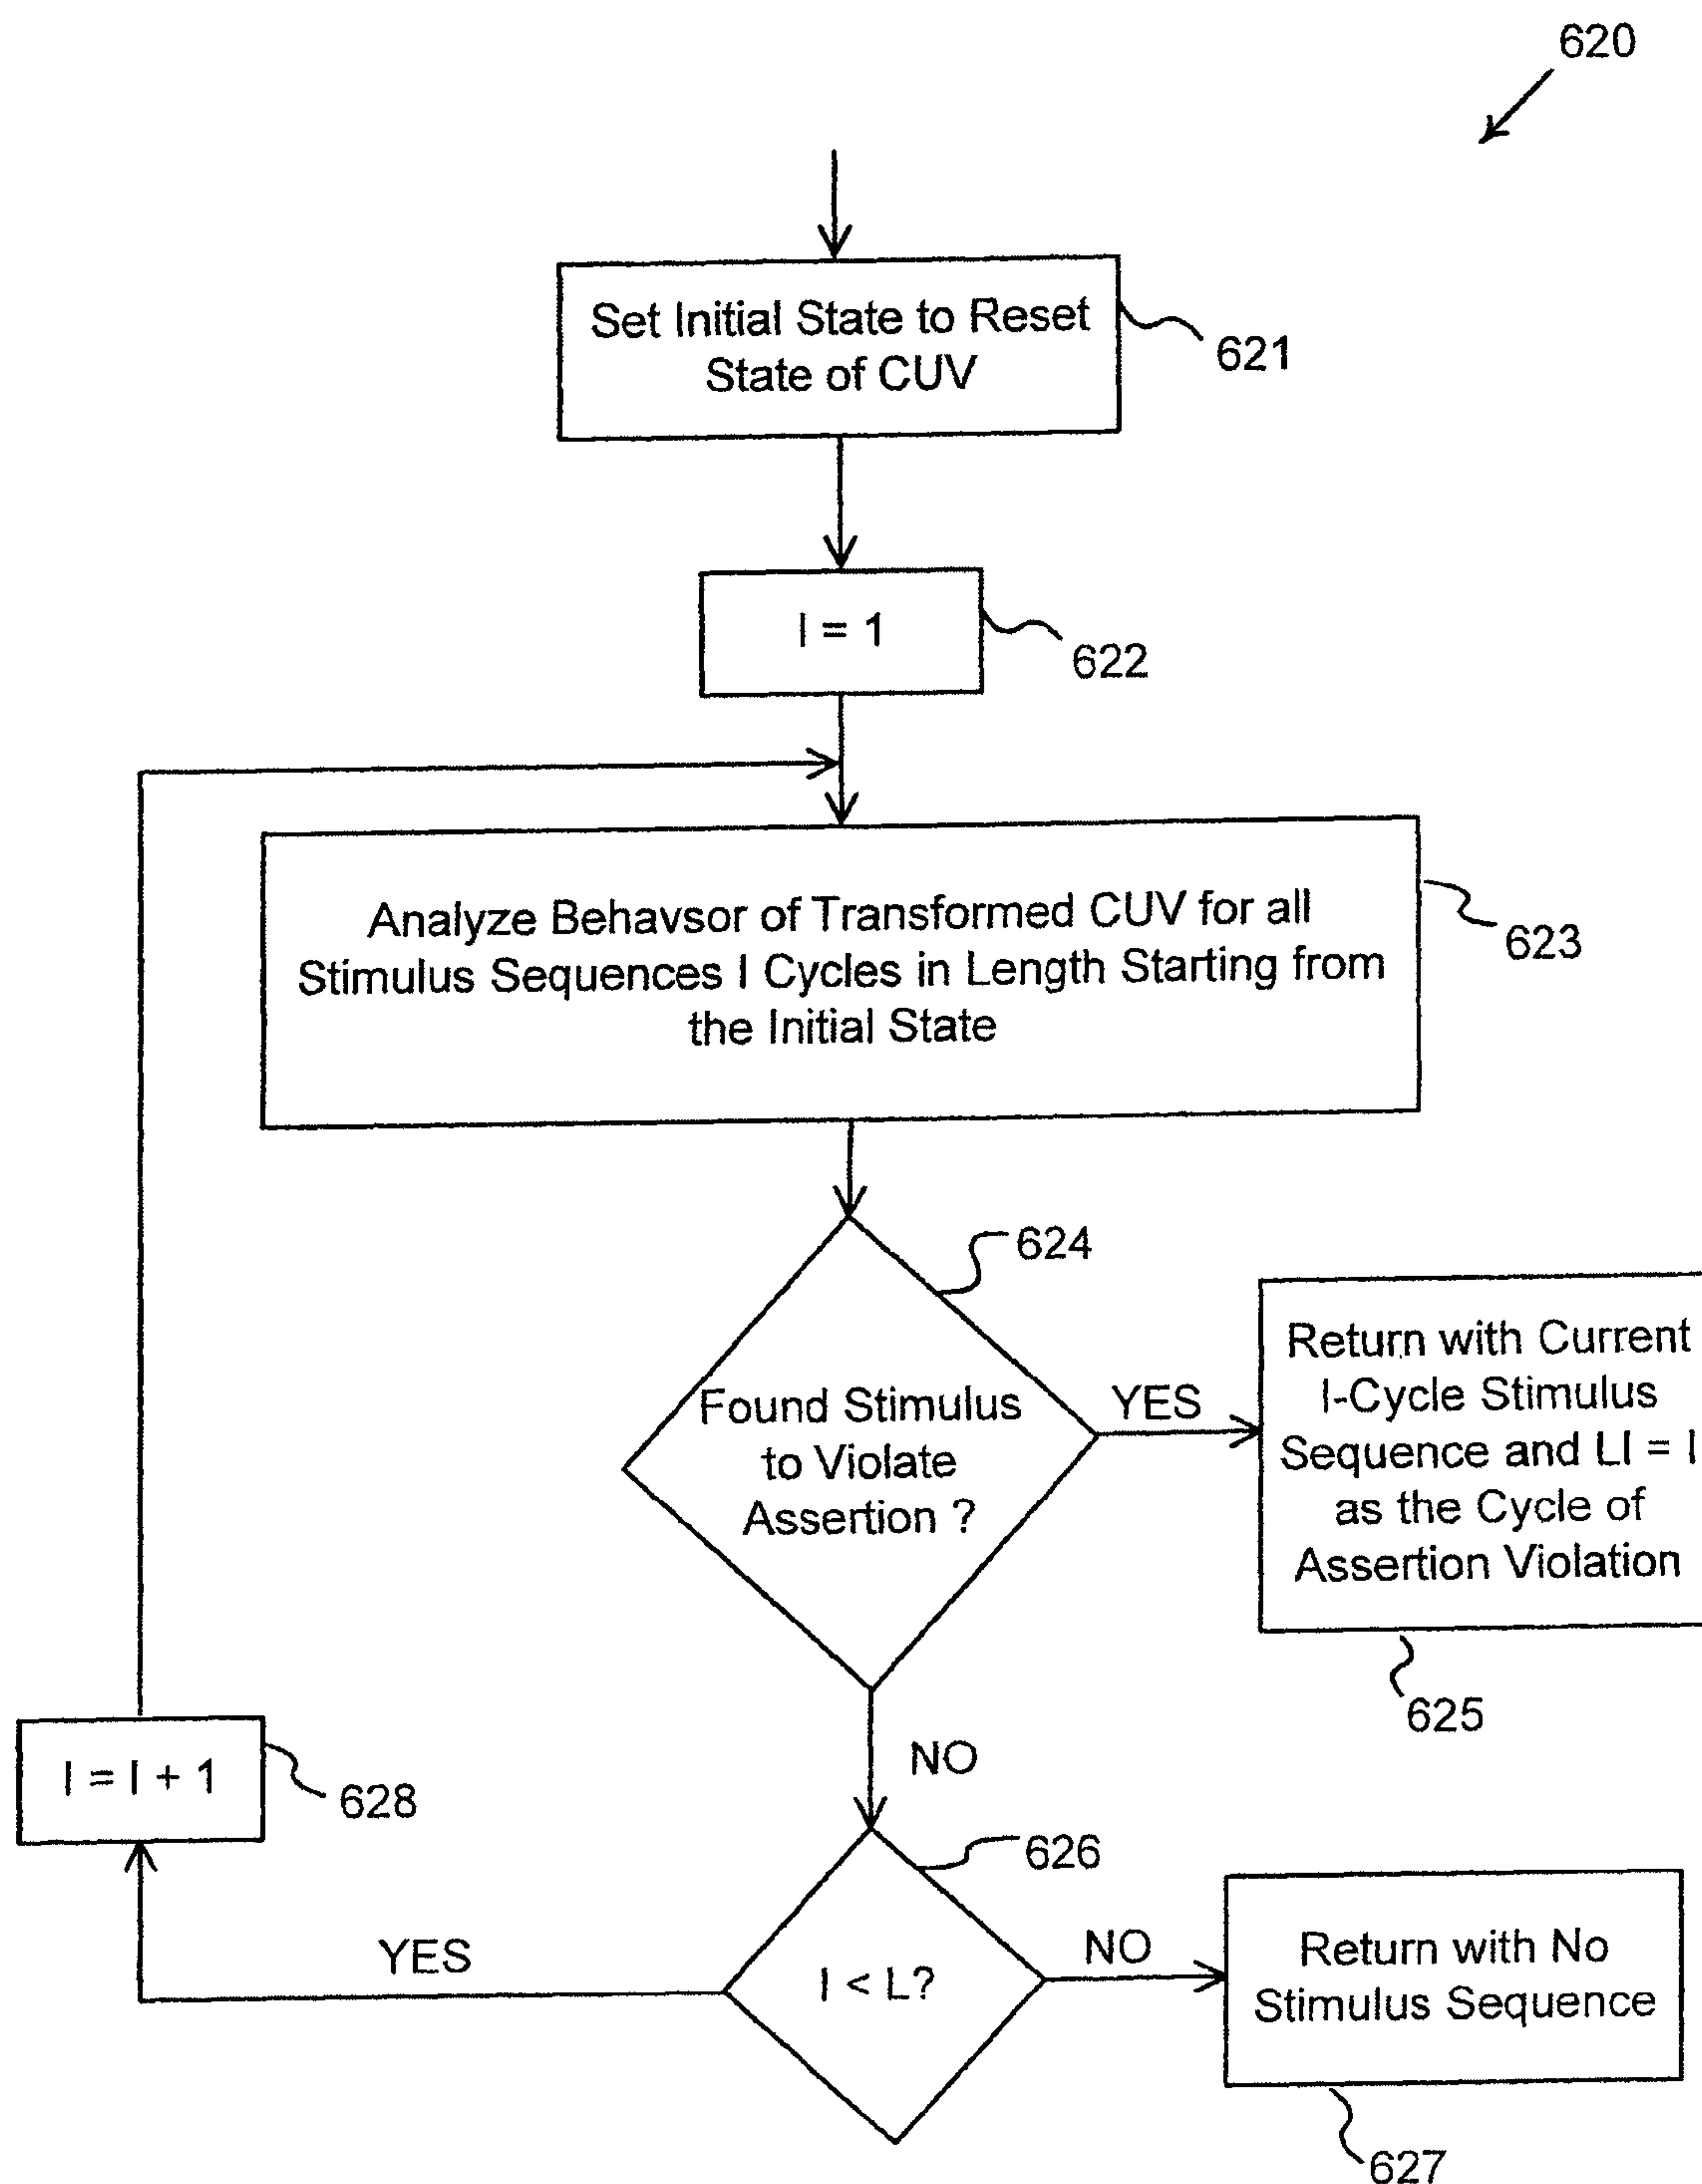 620
Set Initial State to Reset
State of CUV
621
I = 1
622
Analyze Behavsor of Transformed CUV for all
Stimulus Sequences I Cycles in Length Starting from
the Initial State
623
624
Found Stimulus
to Violate
Assertion ?
YES
Return with Current
I-Cycle Stimulus
Sequence and LI = I
as the Cycle of
Assertion Violation
625
NO
I = I + 1
628
626
I < L?
YES
NO
Return with No
Stimulus Sequence
627